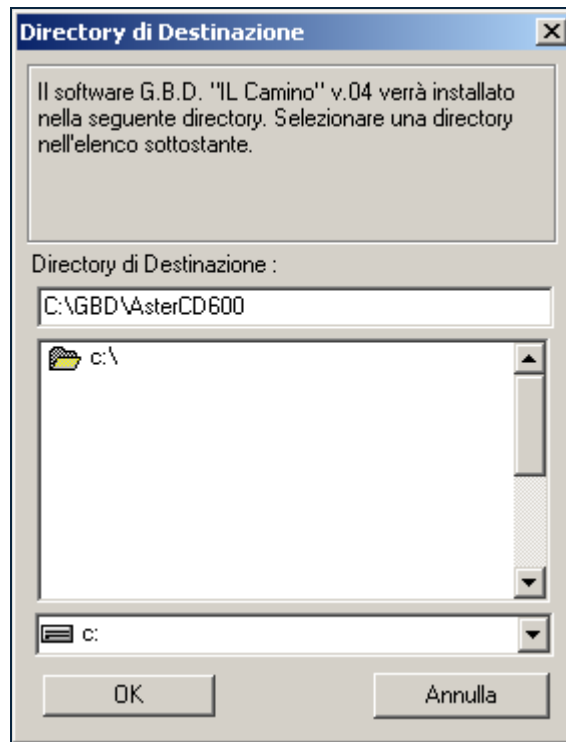 Directory di Destinazione
Il software G.B.D. "IL Camino" v.04 verrà installato
nella seguente directory. Selezionare una directory
nell'elenco sottostante.
Directory di Destinazione :
C:\GBD\AsterCD600
c:\
c:
OK
Annulla